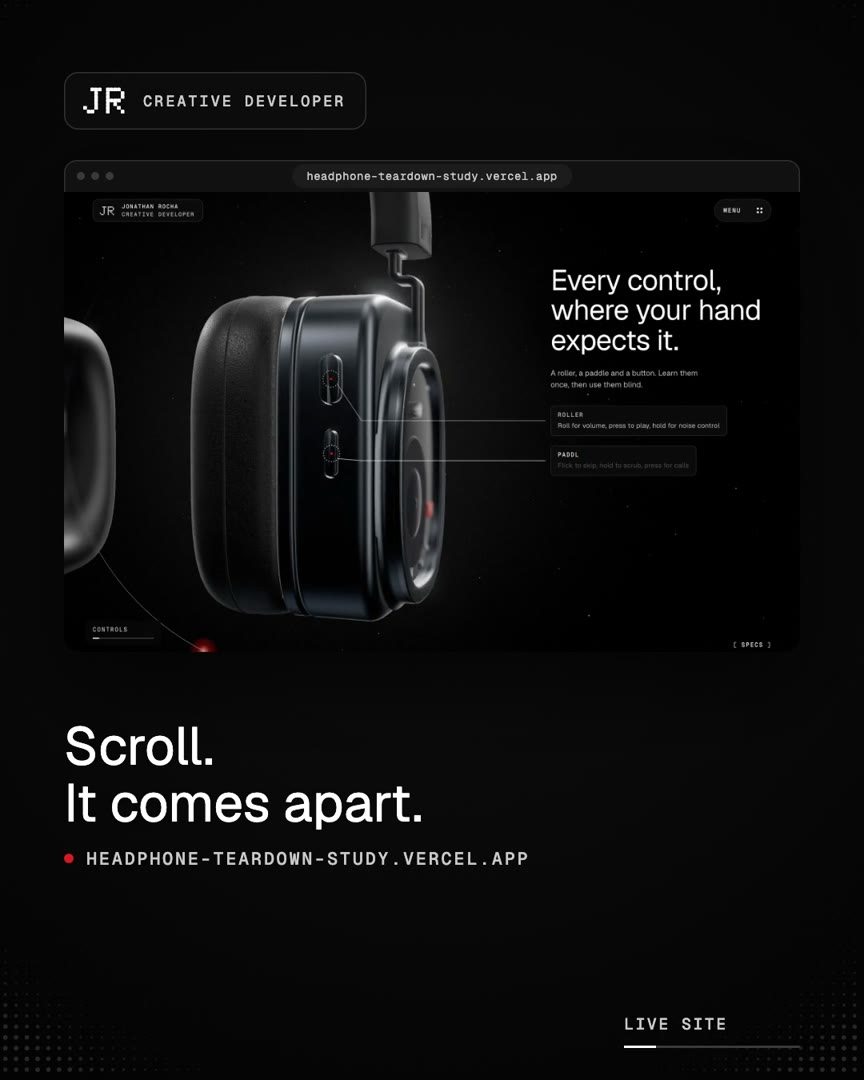 JR CREATIVE DEVELOPER
headphone-teardown-study.vercel.app
JR JONATHAN ROCHA
CREATIVE DEVELOPER
MENU
Every control,
where your hand
expects it.
A roller, a paddle and a button. Learn them
once, then use them blind.
ROLLER
Roll for volume, press to play, hold for noise control
PADDL
Flick to skip, hold to scrub, press for calls
CONTROLS
[ SPECS ]
Scroll.
It comes apart.
HEADPHONE-TEARDOWN-STUDY.VERCEL.APP
LIVE SITE